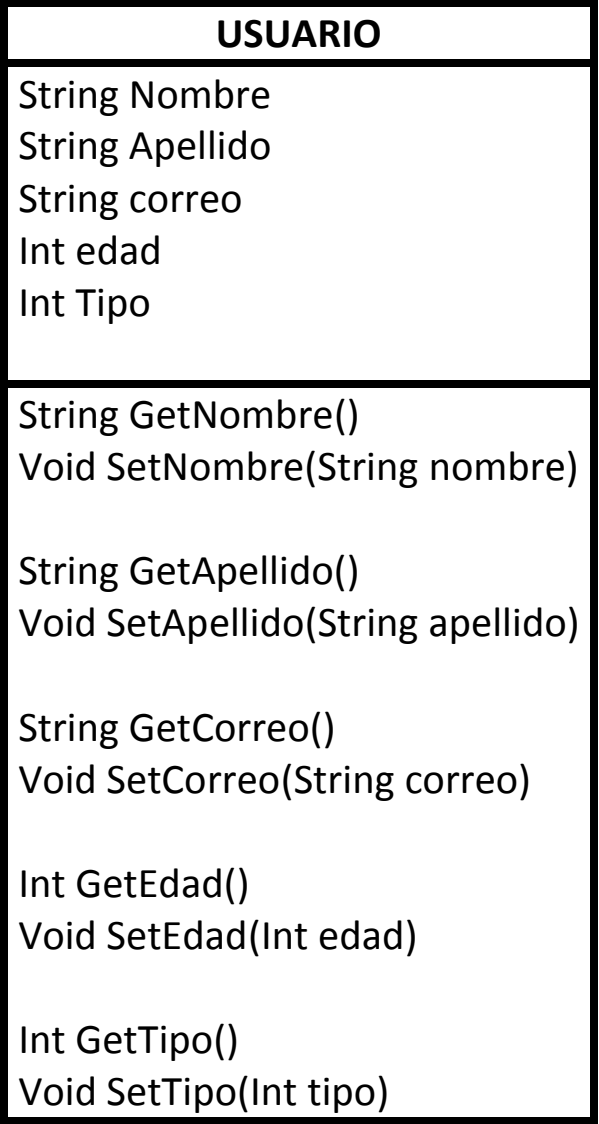 USUARIO
String Nombre
String Apellido
String correo
Int edad
Int Tipo
String GetNombre()
Void SetNombre(String nombre)
String GetApellido()
Void SetApellido(String apellido)
String GetCorreo()
Void SetCorreo(String correo)
Int GetEdad()
Void SetEdad(Int edad)
Int GetTipo()
Void SetTipo(Int tipo)